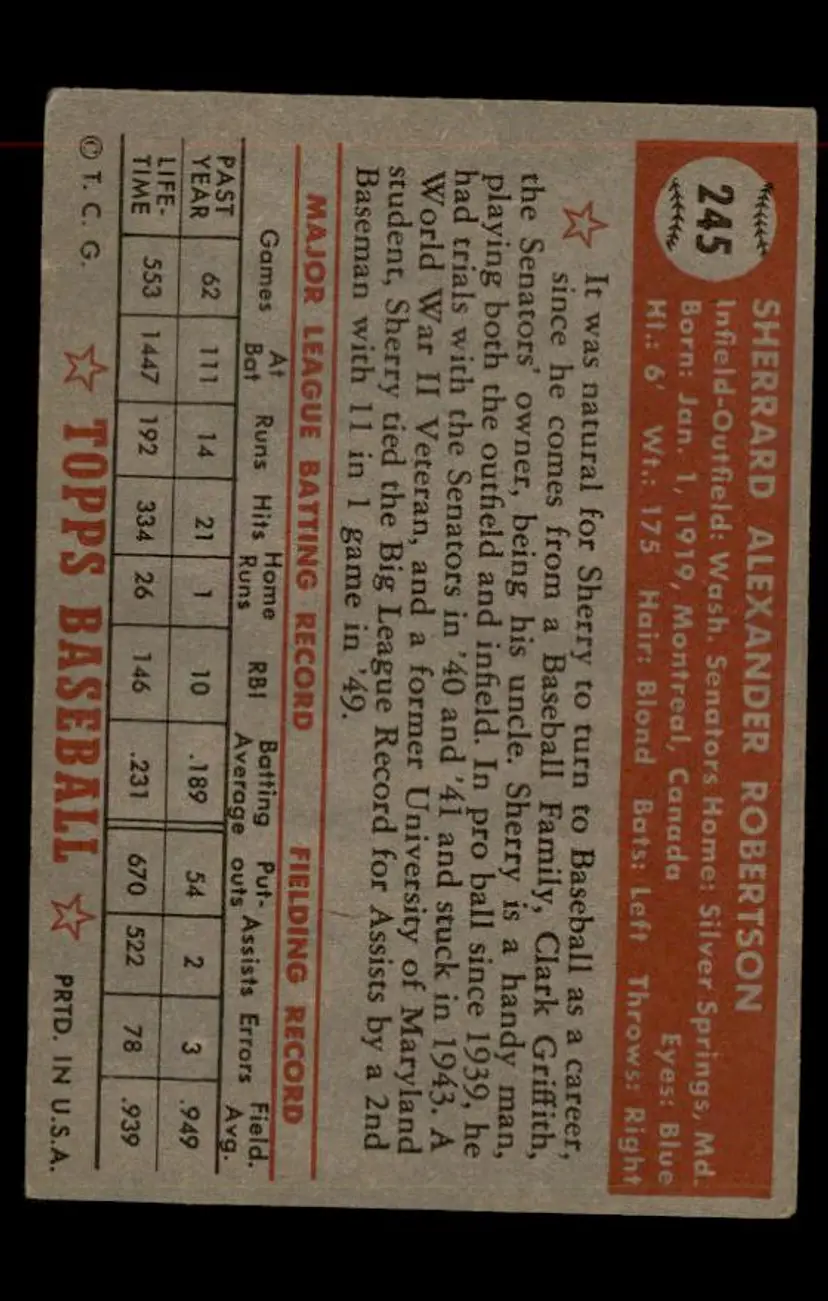 245
SHERRARD ALEXANDER ROBERTSON
Infield-Outfield: Wash. Senators Home: Silver Springs, Md.
Born: Jan. 1, 1919, Montreal, Canada Eyes: Blue
Ht.: 6' Wt.: 175 Hair: Blond Bats: Left Throws: Right
It was natural for Sherry to turn to Baseball as a career,
since he comes from a Baseball Family, Clark Griffith,
the Senators' owner, being his uncle. Sherry is a handy man,
playing both the outfield and infield. In pro ball since 1939, he
had trials with the Senators in '40 and '41 and stuck in 1943. A
World War II Veteran, and a former University of Maryland
student, Sherry tied the Big League Record for Assists by a 2nd
Baseman with 11 in 1 game in '49.
MAJOR LEAGUE BATTING RECORD FIELDING RECORD
Games At Bat Runs Hits Home Runs RBI Batting Average Put-outs Assists Errors Field. Avg.
PAST YEAR 62 111 14 21 1 10 .189 54 2 3 .949
LIFE-TIME 553 1447 192 334 26 146 .231 670 522 78 .939
© T. C. G. TOPPS BASEBALL PRTD. IN U.S.A.